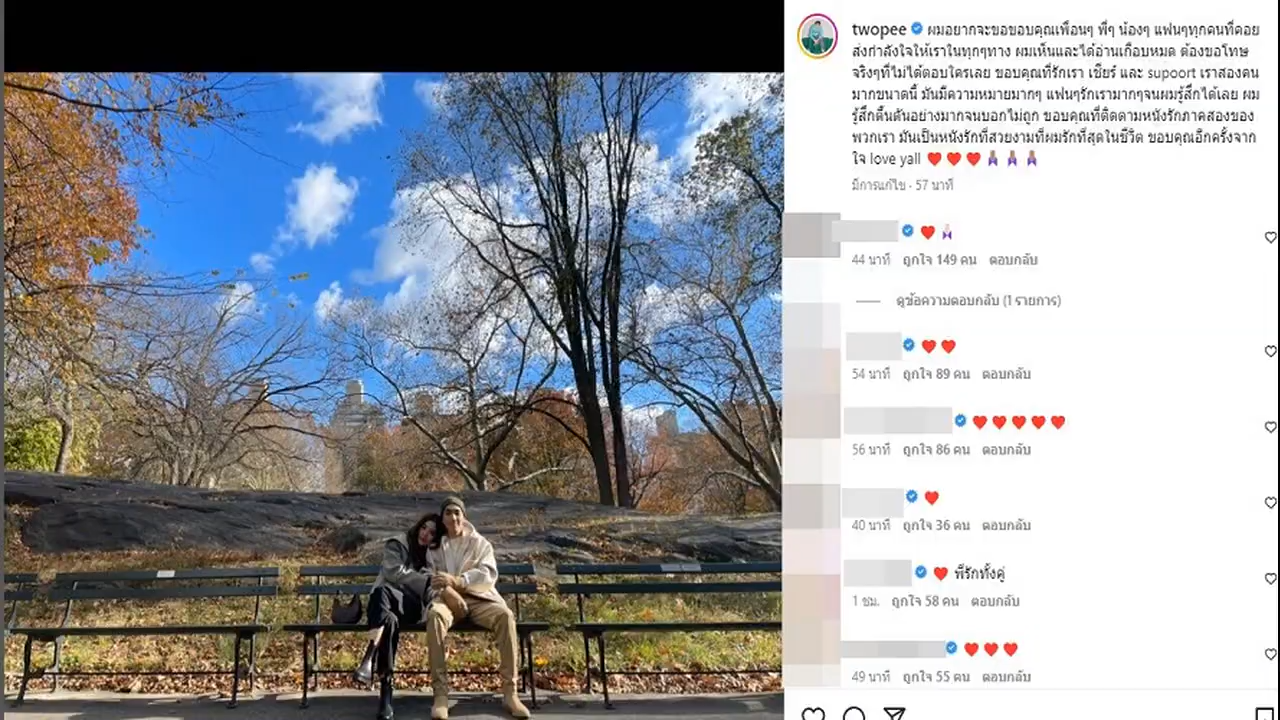 twopee ผมอยากจะขอขอบคุณเพื่อนๆ พี่ๆ น้องๆ แฟนๆทุกคนที่คอย
ส่งกำลังใจให้เราในทุกๆทาง ผมเห็นและได้อ่านเกือบหมด ต้องขอโทษ
จริงๆที่ไม่ได้ตอบใครเลย ขอบคุณที่รักเรา เชียร์ และ supoort เราสองคน
มากขนาดนี้ มันมีความหมายมากๆ แฟนๆรักเรามากๆจนผมรู้สึกได้เลย ผม
รู้สึกตื้นตันอย่างมากจนบอกไม่ถูก ขอบคุณที่ติดตามหนังรักภาคสองของ
พวกเรา มันเป็นหนังรักที่สวยงามที่ผมรักที่สุดในชีวิต ขอบคุณอีกครั้งจาก
ใจ love yall
มีการแก้ไข · 57 นาที
44 นาที ถูกใจ 149 คน ตอบกลับ
ดูข้อความตอบกลับ (1 รายการ)
54 นาที ถูกใจ 89 คน ตอบกลับ
56 นาที ถูกใจ 86 คน ตอบกลับ
40 นาที ถูกใจ 36 คน ตอบกลับ
พี่รักทั้งคู่
1 ชม. ถูกใจ 58 คน ตอบกลับ
49 นาที ถูกใจ 55 คน ตอบกลับ